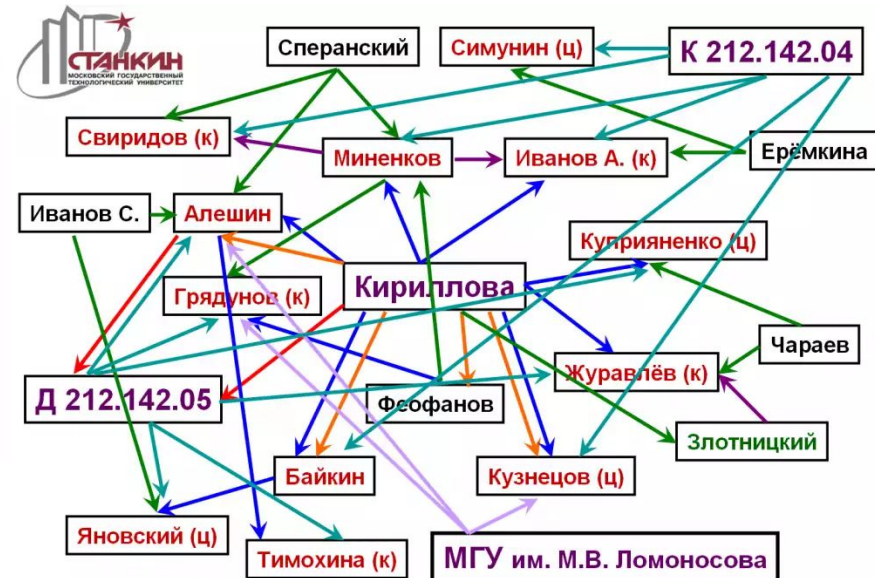 СТАНКИН
МОСКОВСКИЙ ГОСУДАРСТВЕННЫЙ
ТЕХНОЛОГИЧЕСКИЙ УНИВЕРСИТЕТ
Сперанский
Симунин (ц)
К 212.142.04
Свиридов (к)
Миненков
Иванов А. (к)
Ерёмкина
Иванов С.
Алешин
Куприяненко (ц)
Грядунов (к)
Кириллова
Чараев
Журавлёв (к)
Д 212.142.05
Феофанов
Злотницкий
Байкин
Кузнецов (ц)
Яновский (ц)
Тимохина (к)
МГУ им. М.В. Ломоносова